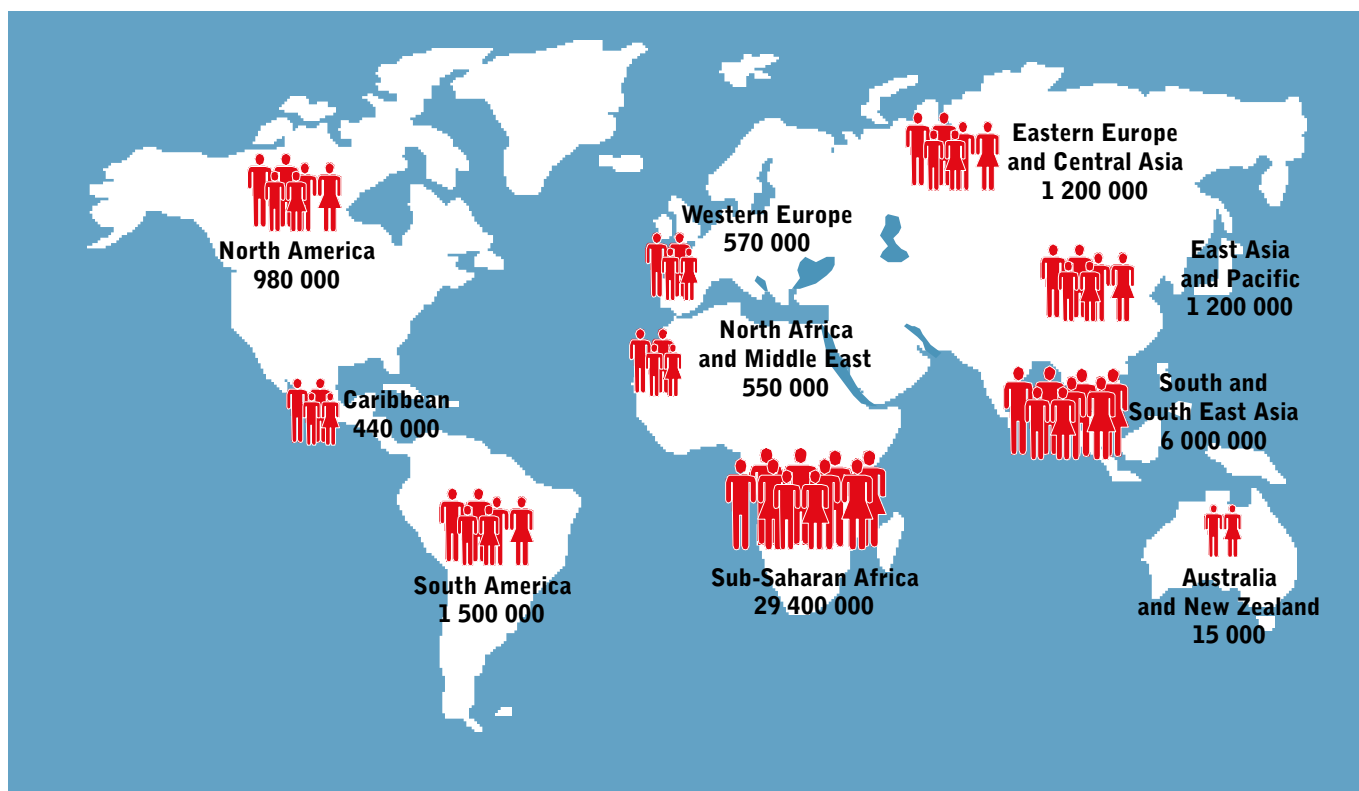 Eastern Europe
and Central Asia
1 200 000
Western Europe
570 000
North America
980 000
East Asia
and Pacific
1 200 000
North Africa
and Middle East
550 000
Caribbean
440 000
South and
South East Asia
6 000 000
South America
1 500 000
Sub-Saharan Africa
29 400 000
Australia
and New Zealand
15 000